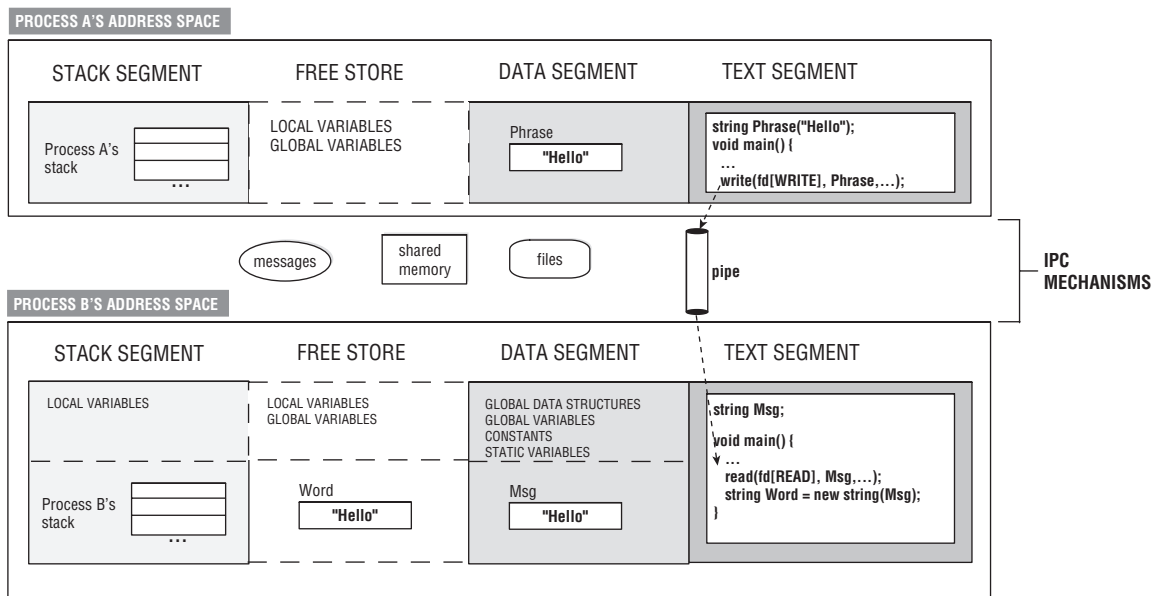 PROCESS A'S ADDRESS SPACE
STACK SEGMENT
FREE STORE
DATA SEGMENT
TEXT SEGMENT
Process A's
stack
...
LOCAL VARIABLES
GLOBAL VARIABLES
Phrase
"Hello"
string Phrase("Hello");
void main() {
...
write(fd[WRITE], Phrase,...);
messages
shared
memory
files
pipe
IPC
MECHANISMS
PROCESS B'S ADDRESS SPACE
STACK SEGMENT
FREE STORE
DATA SEGMENT
TEXT SEGMENT
LOCAL VARIABLES
Process B's
stack
...
LOCAL VARIABLES
GLOBAL VARIABLES
Word
"Hello"
GLOBAL DATA STRUCTURES
GLOBAL VARIABLES
CONSTANTS
STATIC VARIABLES
Msg
"Hello"
string Msg;
void main() {
...
read(fd[READ], Msg,...);
string Word = new string(Msg);
}